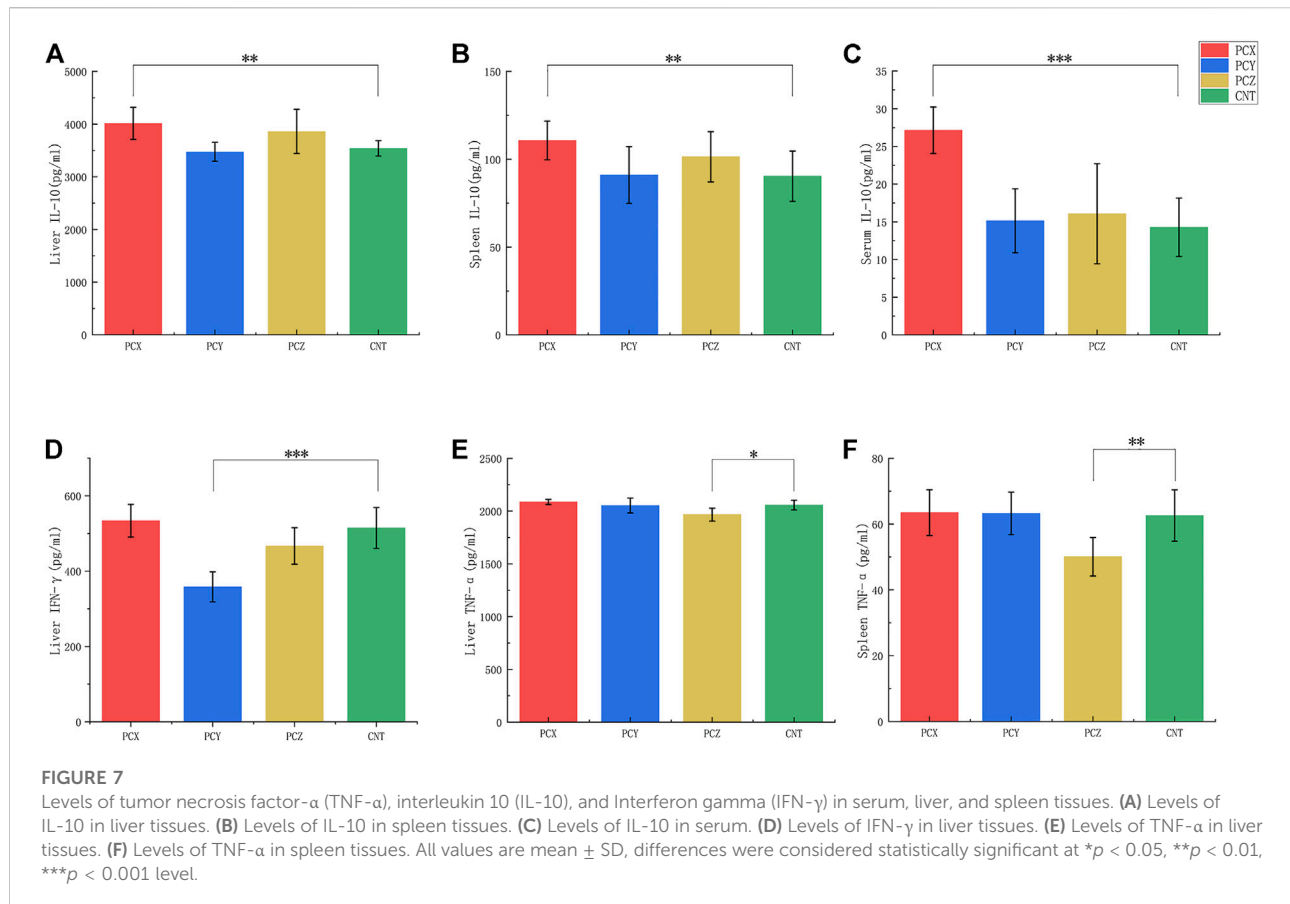 A
**
5000
4000
3000
2000
1000
0
Liver IL-10(pg/ml)
PCX PCY PCZ CNT
B
**
150
100
50
0
Spleen IL-10(pg/ml)
PCX PCY PCZ CNT
C
***
35
30
25
20
15
10
5
0
Serum IL-10(pg/ml)
PCX PCY PCZ CNT
PCX
PCY
PCZ
CNT
D
***
600
400
200
0
Liver IFN-γ (pg/ml)
PCX PCY PCZ CNT
E
*
2500
2000
1500
1000
500
0
Liver TNF-α (pg/ml)
PCX PCY PCZ CNT
F
**
80
60
40
20
0
Spleen TNF-α (pg/ml)
PCX PCY PCZ CNT
FIGURE 7
Levels of tumor necrosis factor-α (TNF-α), interleukin 10 (IL-10), and Interferon gamma (IFN-γ) in serum, liver, and spleen tissues. (A) Levels of
IL-10 in liver tissues. (B) Levels of IL-10 in spleen tissues. (C) Levels of IL-10 in serum. (D) Levels of IFN-γ in liver tissues. (E) Levels of TNF-α in liver
tissues. (F) Levels of TNF-α in spleen tissues. All values are mean ± SD, differences were considered statistically significant at *p < 0.05, **p < 0.01,
***p < 0.001 level.